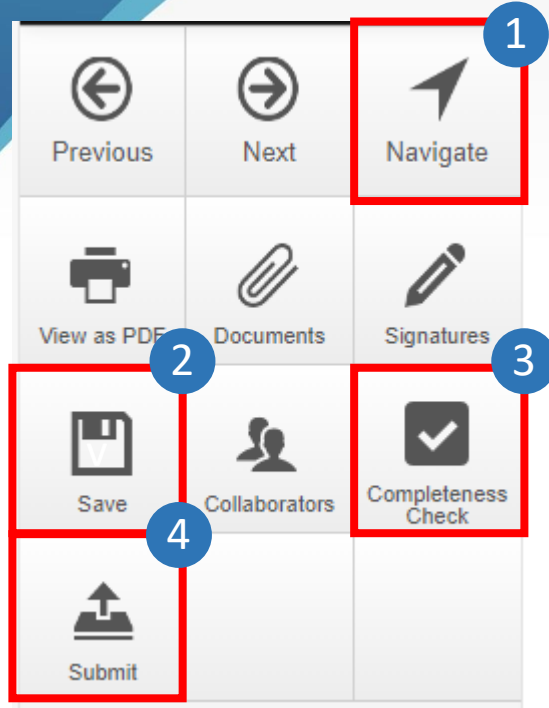 1
Previous
Next
Navigate
View as PDF
Documents
Signatures
2
3
Save
Collaborators
Completeness
Check
4
Submit